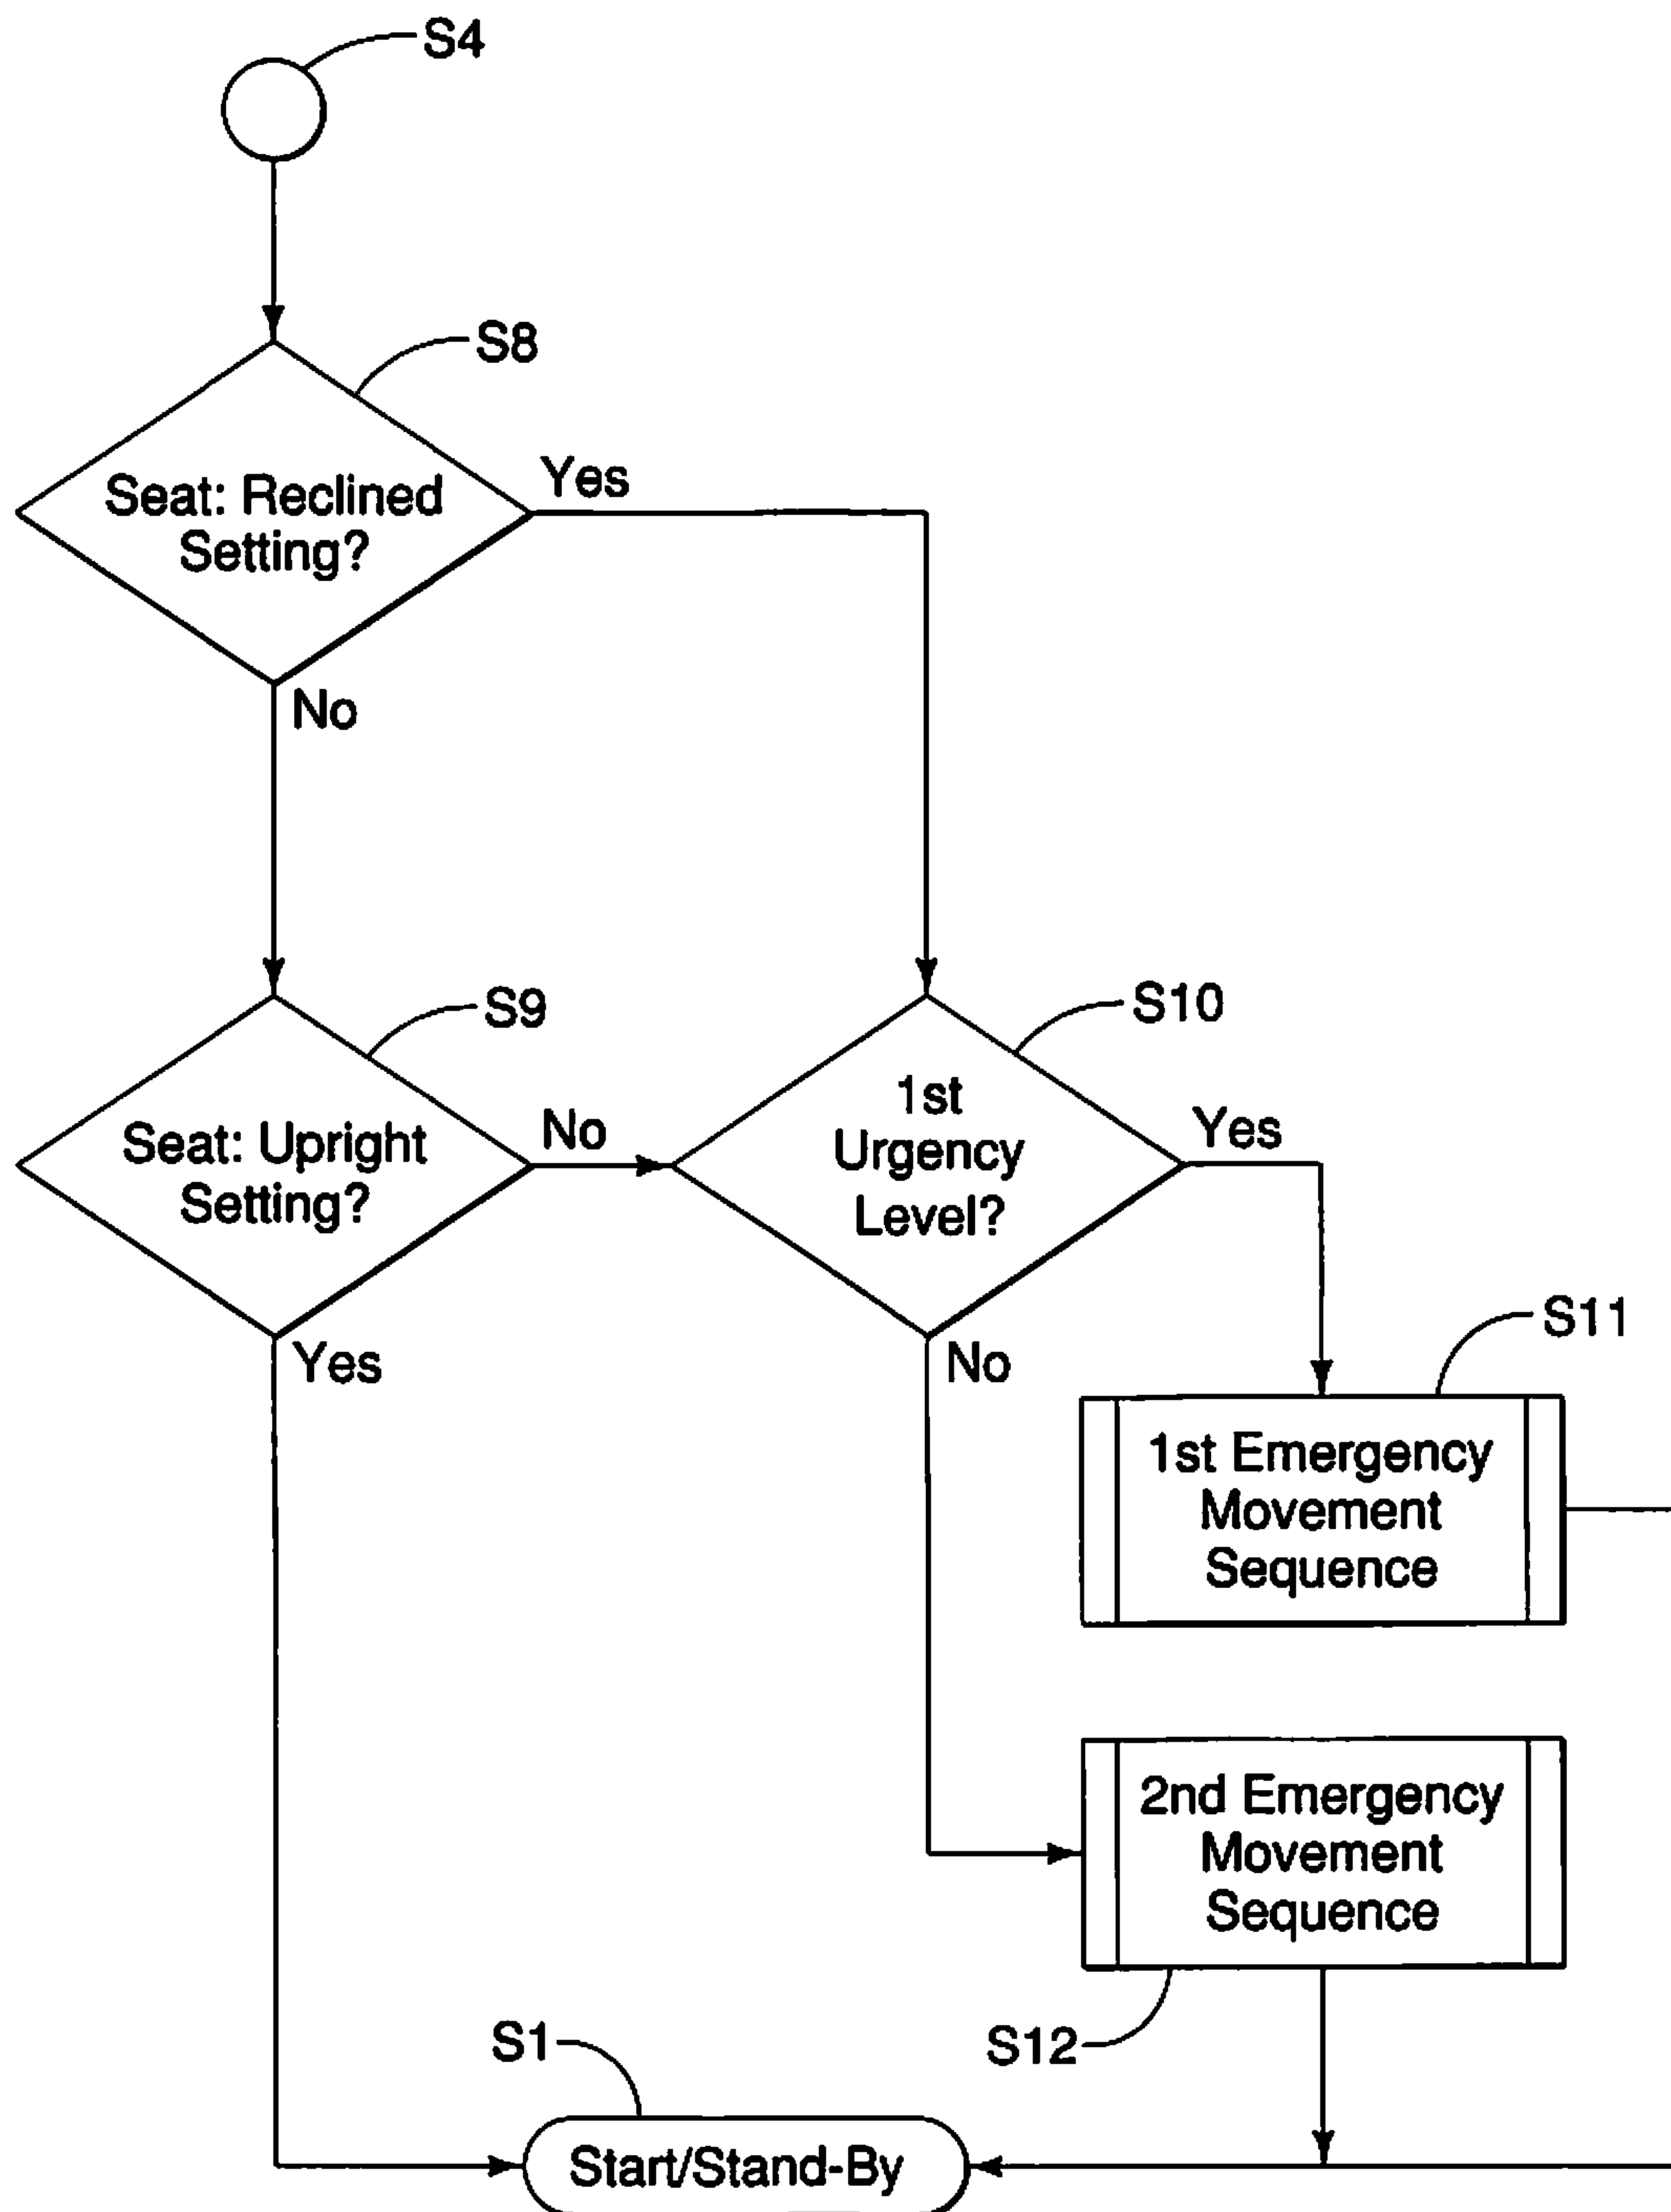 S4
S8
Seat: Reclined
Setting?
Yes
No
S9
Seat: Upright
Setting?
No
Yes
S10
1st
Urgency
Level?
Yes
No
S11
1st Emergency
Movement
Sequence
2nd Emergency
Movement
Sequence
S12
S1
Start/Stand-By